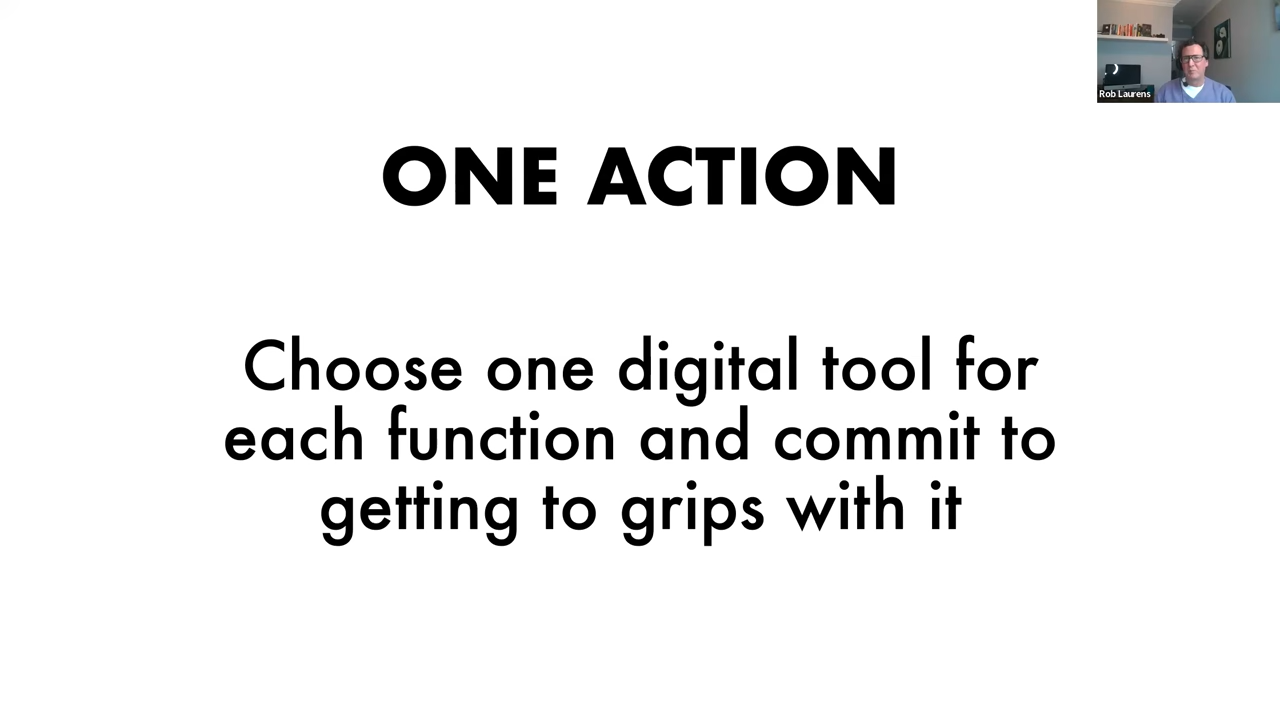 Rob Laurens
ONE ACTION
Choose one digital tool for
each function and commit to
getting to grips with it